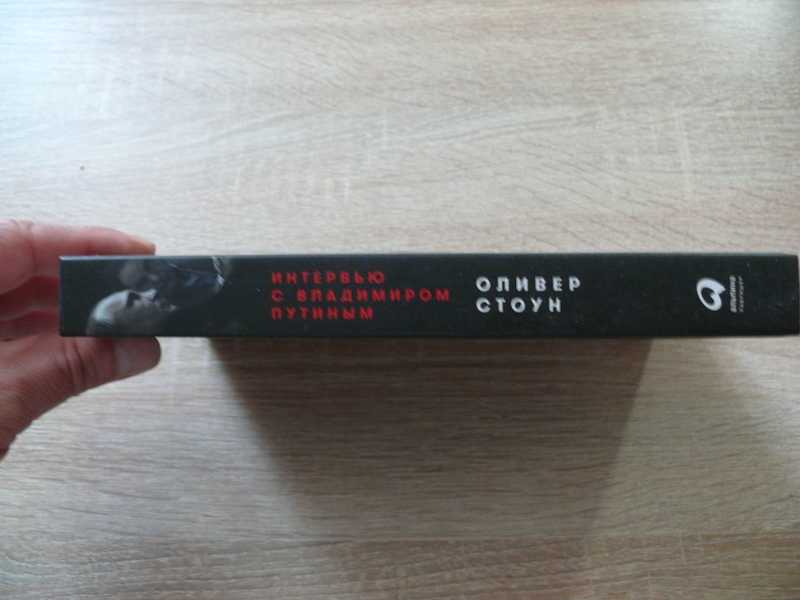 ИНТЕРВЬЮ
С ВЛАДИМИРОМ
ПУТИНЫМ
ОЛИВЕР
СТОУН